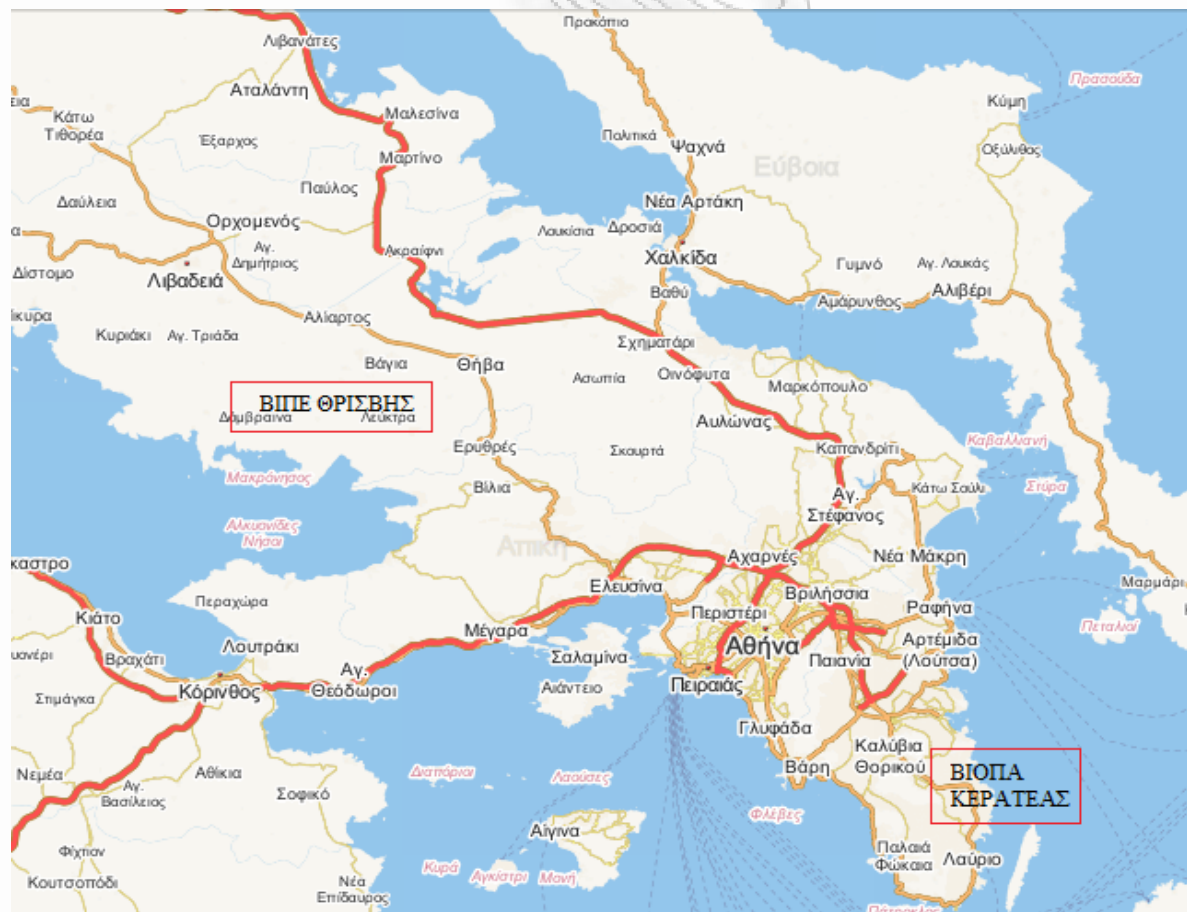 Προκόπιο
Λιβανάτες
Πρασούδα
Αταλάντη
Κύμη
Κάτω
Τιθορέα
Μαλεσίνα
Έξαρχος
Πολιτικά
Ψαχνά
Οξύλιθος
Μαρτίνο
Εύβοια
Παύλος
Δαύλεια
Νέα Αρτάκη
Ορχομενός
Λουκίσια
Δροσιά
Αγ.
Δημήτριος
Ακραίφνι
Χαλκίδα
Δίστομο
Λιβαδειά
Γυμνό
Αγ. Λουκάς
Βαθύ
Αλιβέρι
Αμάρυνθος
ίκυρα
Αλίαρτος
Κυριάκι
Αγ. Τριάδα
Σχηματάρι
Βάγια
Θήβα
Ασωπία
Οινόφυτα
Μαρκόπουλο
ΒΙΠΕ ΘΡΙΣΒΗΣ
Δόμβραινα
Λεύκτρα
Αυλώνας
Καβαλλιανή
Ερυθρές
Σκουρτά
Καπανδρίτι
Μακρόνησος
Βίλια
Κάτω Σούλι
Στύρα
Αγ.
Στέφανος
Αλκυονίδες
Νήσοι
Αττική
Αχαρνές
Νέα Μάκρη
καστρο
Ελευσίνα
Μαρμάρι
Περαχώρα
Βριλήσσια
Κιάτο
Περιστέρι
Ραφήνα
Μέγαρα
Πεταλιοί
Λουτράκι
Αθήνα
Αρτέμιδα
(Λούτσα)
Βραχάτι
Σαλαμίνα
Παιανία
Αγ.
Θεόδωροι
Πειραιάς
Κόρινθος
Αιάντειο
Στιμάγκα
Γλυφάδα
Καλύβια
Θορικού
Βάρη
Νεμέα
Αθίκια
Διαπόριοι
Λαούσες
ΒΙΟΠΑ
ΚΕΡΑΤΕΑΣ
Αγ.
Βασίλειος
Σοφικό
Φλέβες
Αίγινα
Φίχτιον
Παλαιά
Φώκαια
Λαύριο
Κουτσοπόδι
Κυρά
Αγκίστρι
Μονή
Νέα
Επίδαυρος